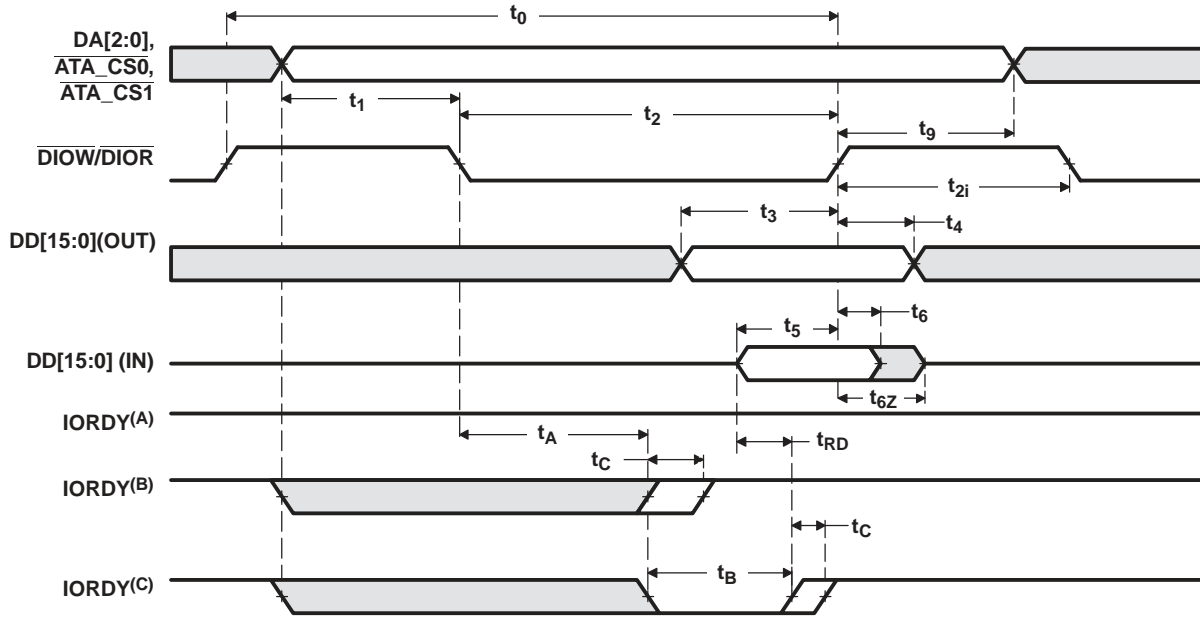 t0
DA[2:0],
ATA_CS0,
ATA_CS1
t1
t2
t9
DIOW/DIOR
t2i
t3
t4
DD[15:0](OUT)
t6
t5
DD[15:0] (IN)
t6Z
IORDY(A)
tA
tRD
tC
IORDY(B)
tC
tB
IORDY(C)